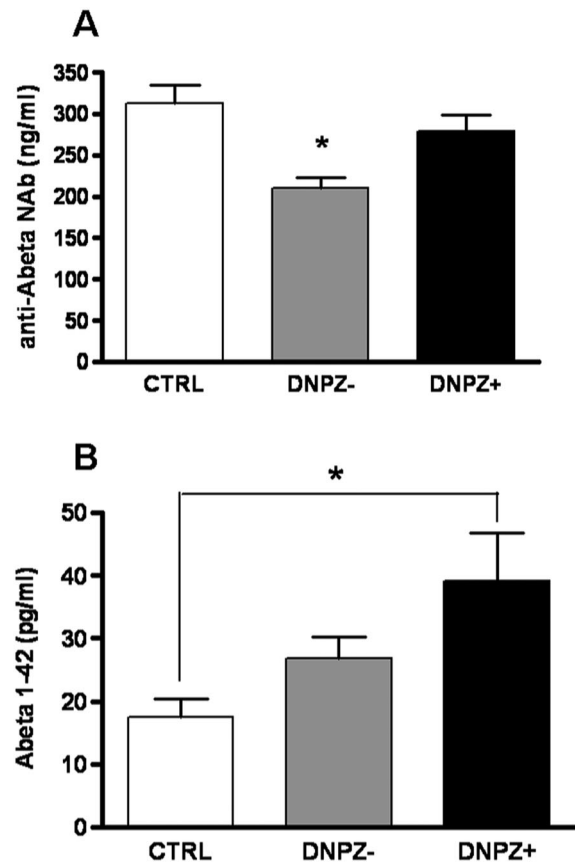 A
anti-Abeta NAb (ng/ml)
350
300
250
200
150
100
50
0
*
CTRL DNPZ- DNPZ+
B
Abeta 1-42 (pg/ml)
50
40
30
20
10
0
*
CTRL DNPZ- DNPZ+